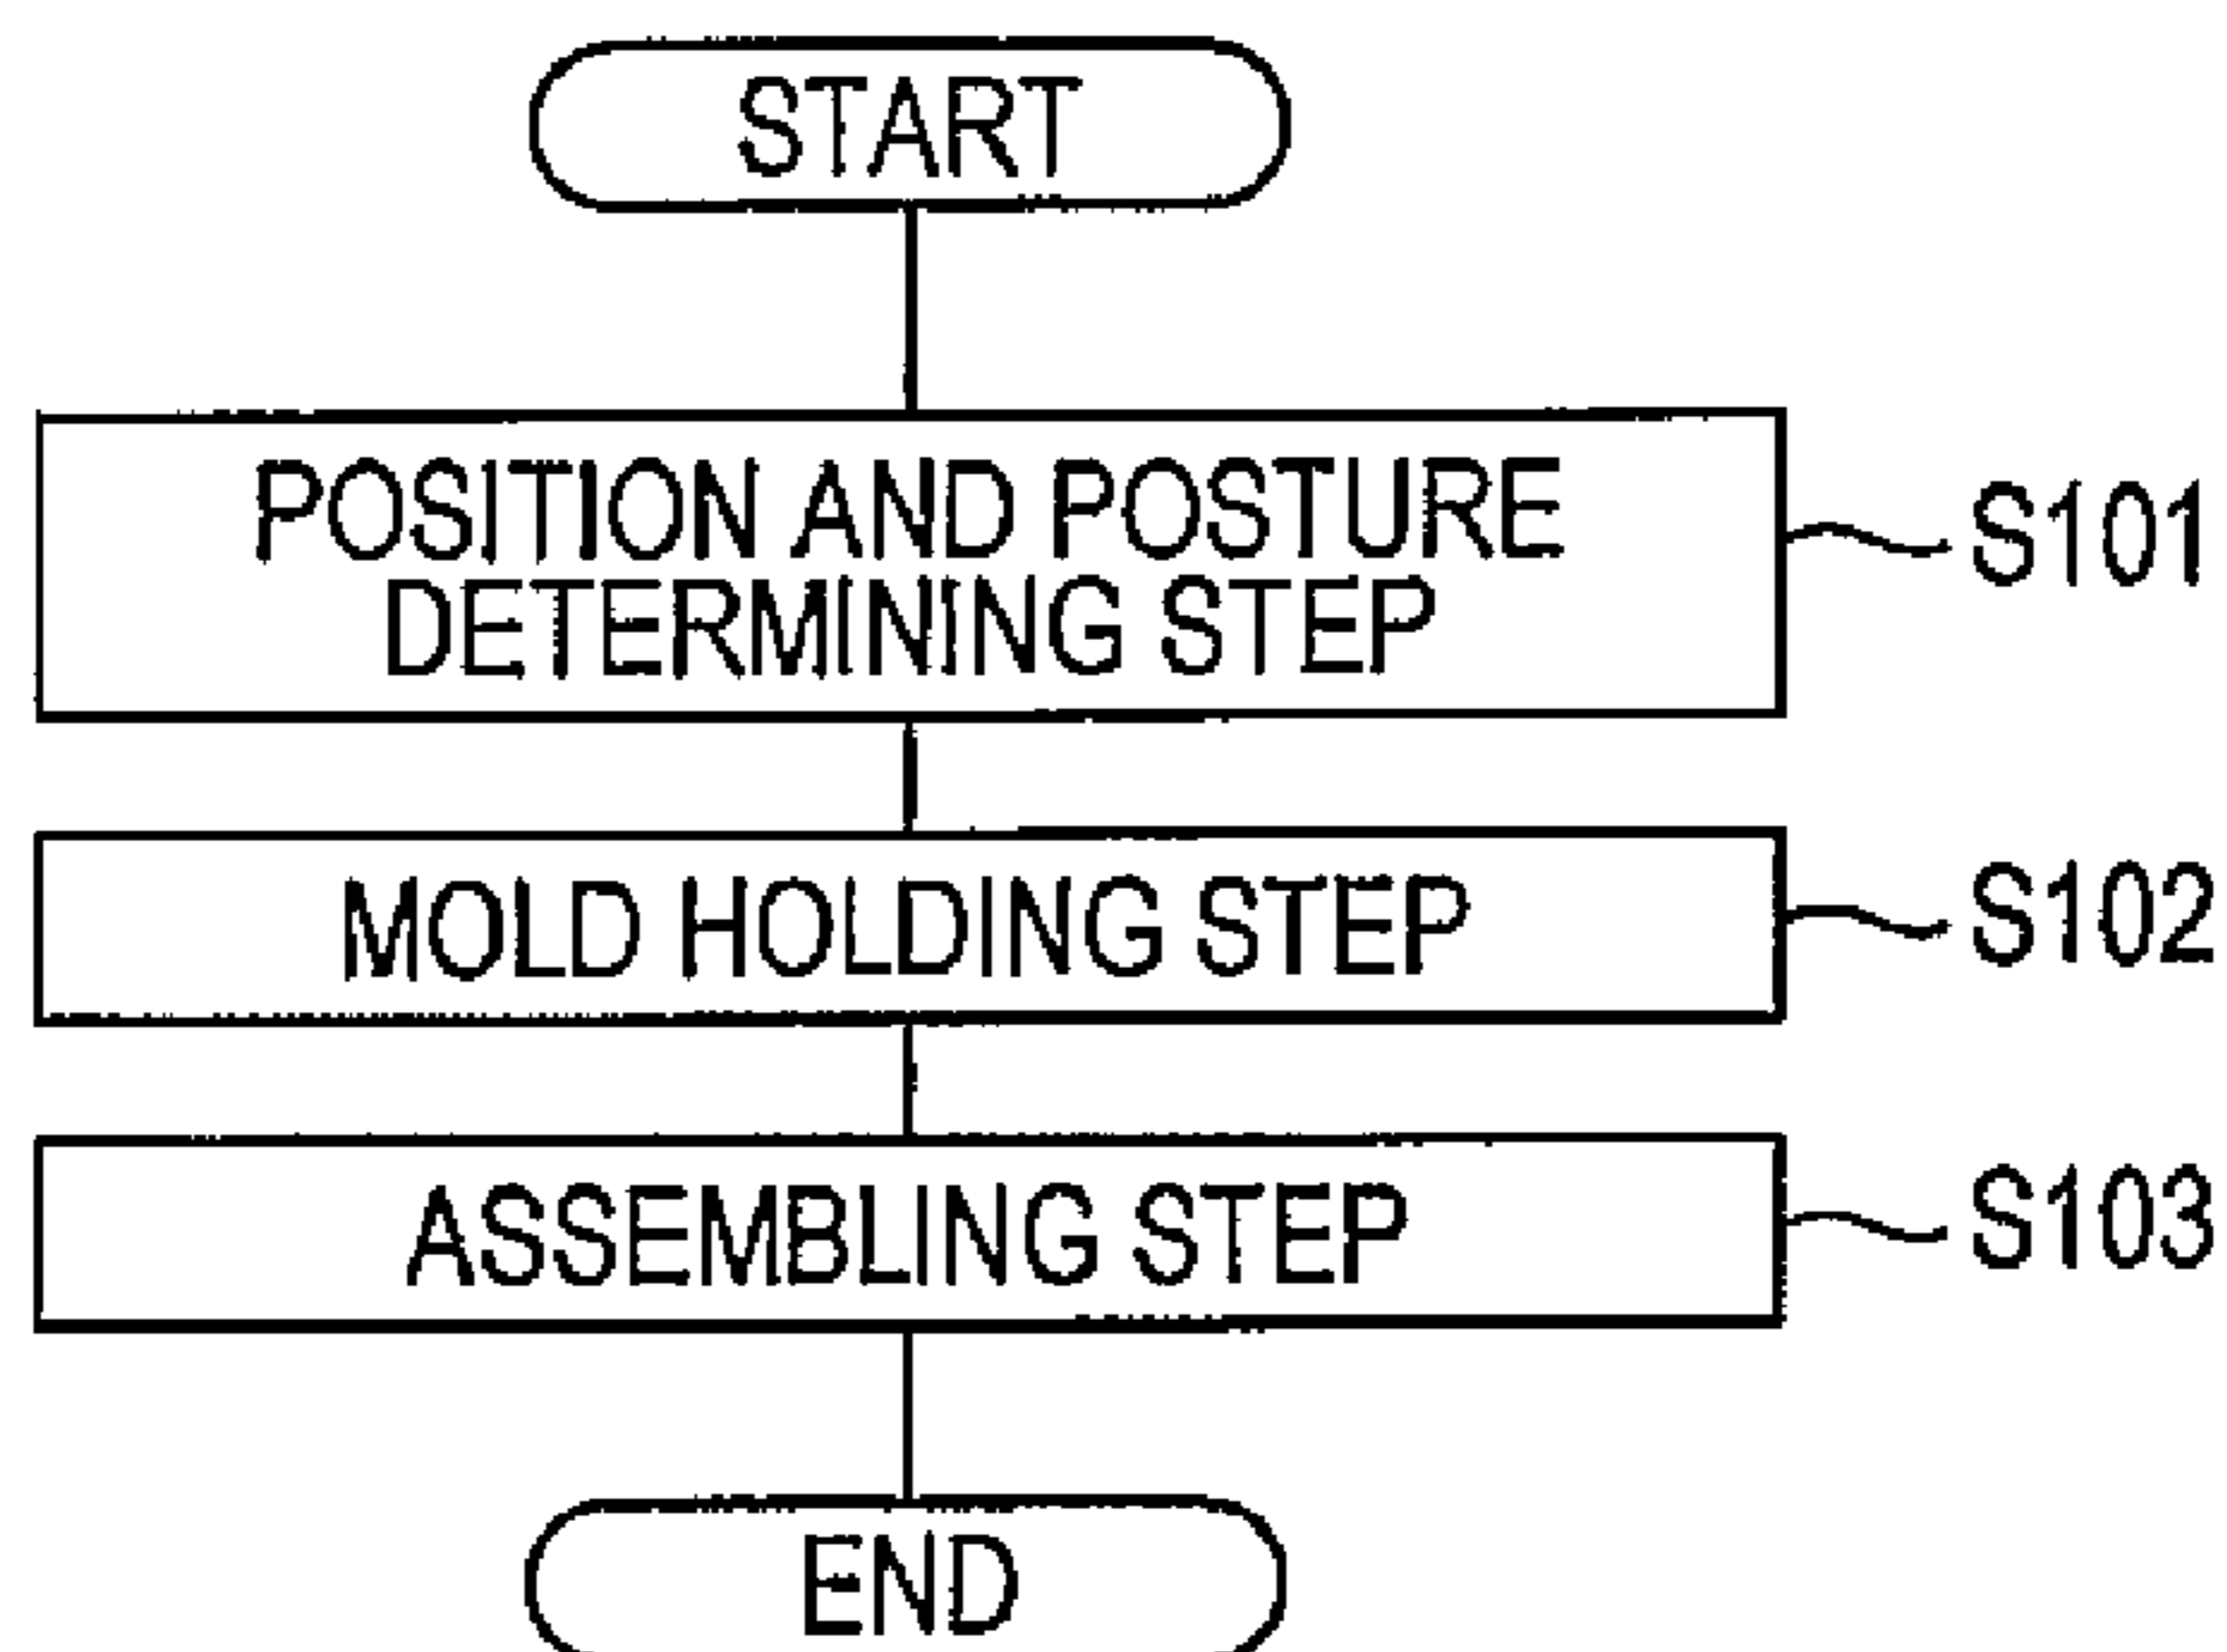 START
POSITION AND POSTURE
DETERMINING STEP
S101
MOLD HOLDING STEP
S102
ASSEMBLING STEP
S103
END